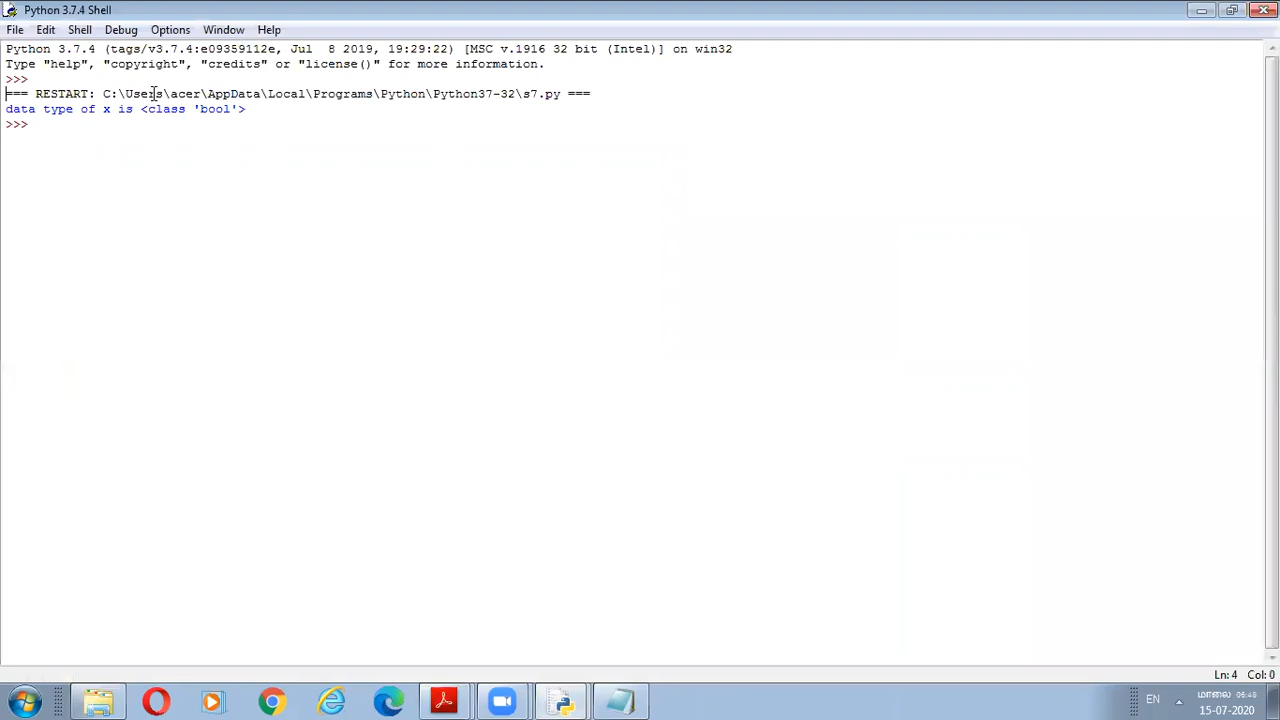 Python 3.7.4 Shell
File Edit Shell Debug Options Window Help
Python 3.7.4 (tags/v3.7.4:e09359112e, Jul  8 2019, 19:29:22) [MSC v.1916 32 bit (Intel)] on win32
Type "help", "copyright", "credits" or "license()" for more information.
>>>
=== RESTART: C:\Users\acer\AppData\Local\Programs\Python\Python37-32\s7.py ===
data type of x is <class 'bool'>
>>>
Ln: 4 Col: 0
EN மாலை 06:48
15-07-2020